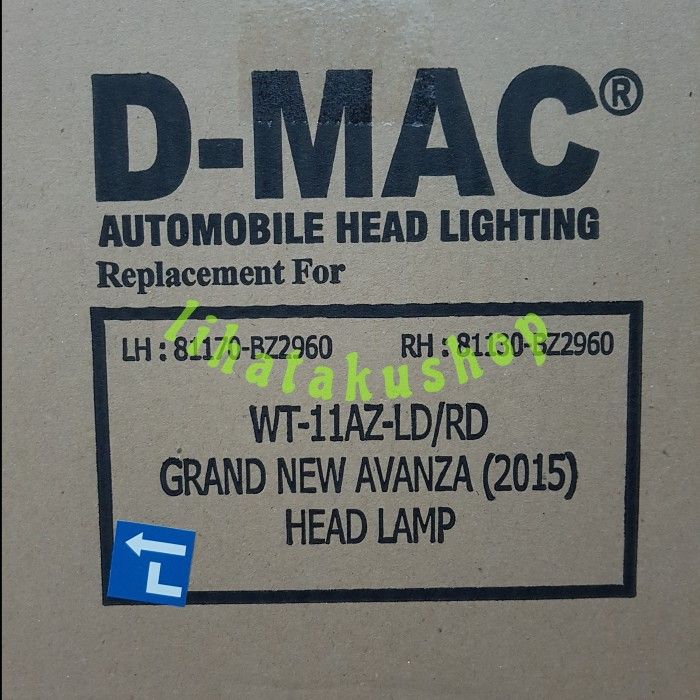 D-MAC®
AUTOMOBILE HEAD LIGHTING
Replacement For
LH : 81170-BZ2960 RH : 81130-BZ2960
lihatakushop
WT-11AZ-LD/RD
GRAND NEW AVANZA (2015)
HEAD LAMP
L